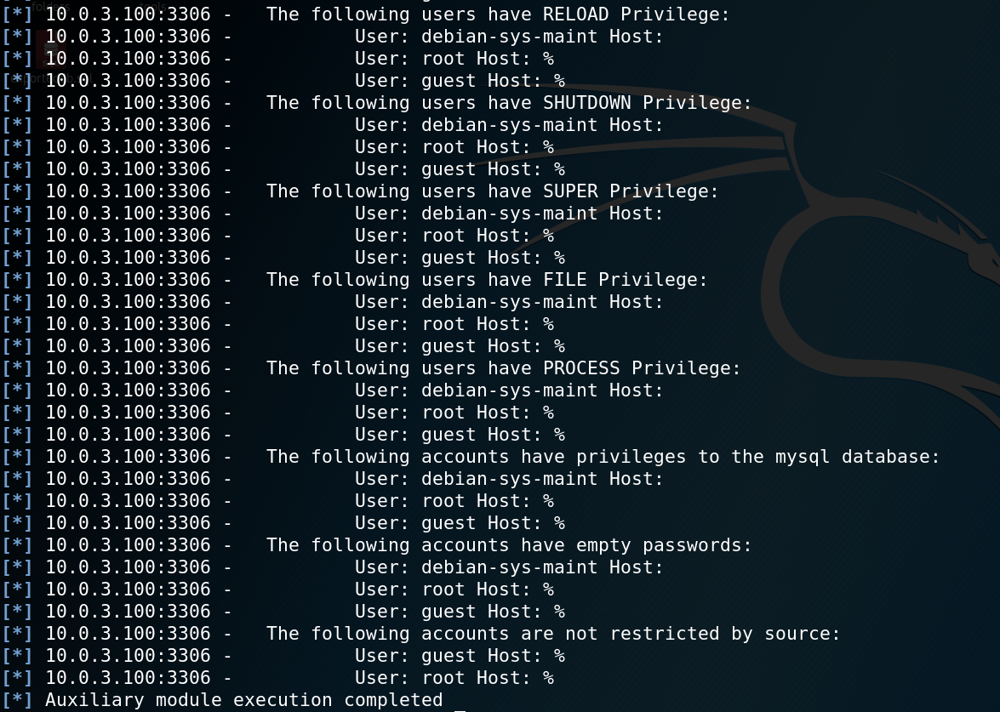 [*] 10.0.3.100:3306 - The following users have RELOAD Privilege:
[*] 10.0.3.100:3306 - User: debian-sys-maint Host:
[*] 10.0.3.100:3306 - User: root Host: %
[*] 10.0.3.100:3306 - User: guest Host: %
[*] 10.0.3.100:3306 - The following users have SHUTDOWN Privilege:
[*] 10.0.3.100:3306 - User: debian-sys-maint Host:
[*] 10.0.3.100:3306 - User: root Host: %
[*] 10.0.3.100:3306 - User: guest Host: %
[*] 10.0.3.100:3306 - The following users have SUPER Privilege:
[*] 10.0.3.100:3306 - User: debian-sys-maint Host:
[*] 10.0.3.100:3306 - User: root Host: %
[*] 10.0.3.100:3306 - User: guest Host: %
[*] 10.0.3.100:3306 - The following users have FILE Privilege:
[*] 10.0.3.100:3306 - User: debian-sys-maint Host:
[*] 10.0.3.100:3306 - User: root Host: %
[*] 10.0.3.100:3306 - User: guest Host: %
[*] 10.0.3.100:3306 - The following users have PROCESS Privilege:
[*] 10.0.3.100:3306 - User: debian-sys-maint Host:
[*] 10.0.3.100:3306 - User: root Host: %
[*] 10.0.3.100:3306 - User: guest Host: %
[*] 10.0.3.100:3306 - The following accounts have privileges to the mysql database:
[*] 10.0.3.100:3306 - User: debian-sys-maint Host:
[*] 10.0.3.100:3306 - User: root Host: %
[*] 10.0.3.100:3306 - User: guest Host: %
[*] 10.0.3.100:3306 - The following accounts have empty passwords:
[*] 10.0.3.100:3306 - User: debian-sys-maint Host:
[*] 10.0.3.100:3306 - User: root Host: %
[*] 10.0.3.100:3306 - User: guest Host: %
[*] 10.0.3.100:3306 - The following accounts are not restricted by source:
[*] 10.0.3.100:3306 - User: guest Host: %
[*] 10.0.3.100:3306 - User: root Host: %
[*] Auxiliary module execution completed